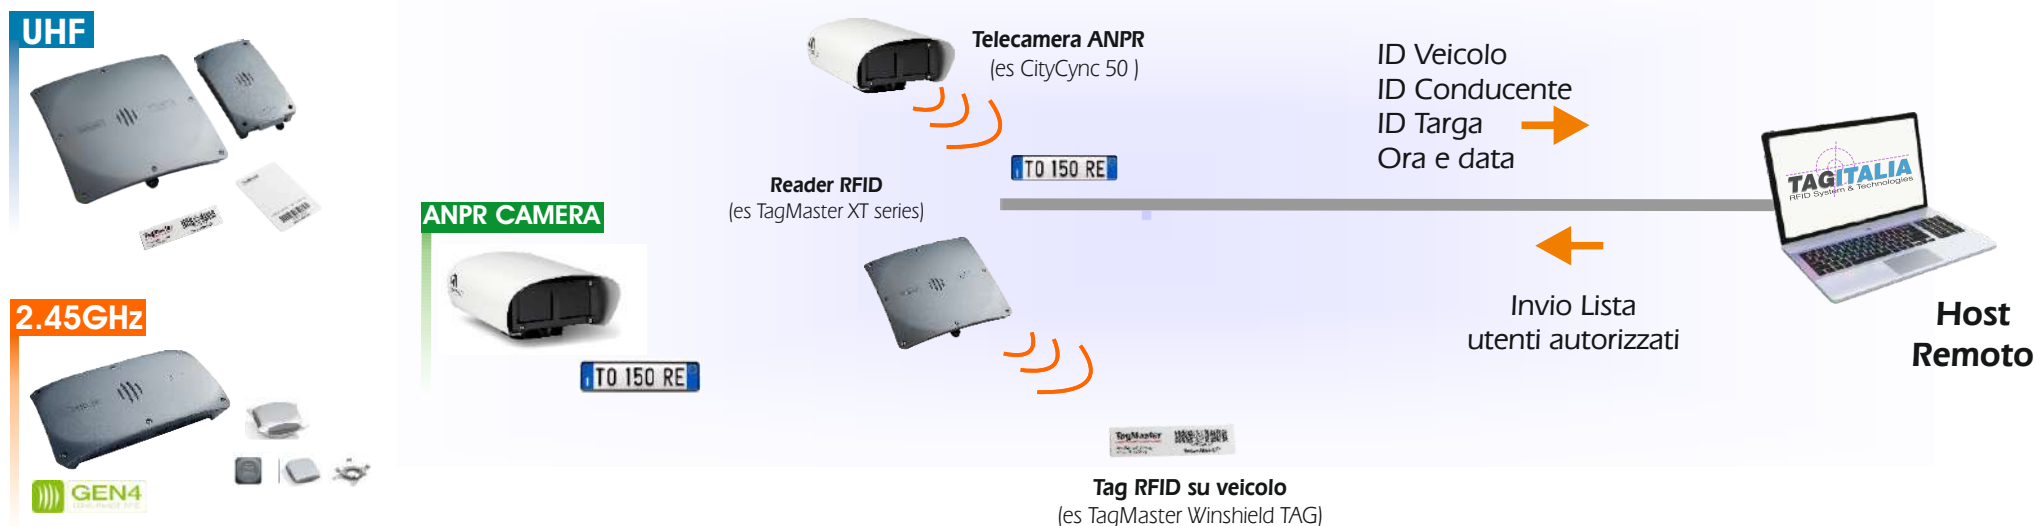 UHF
2.45GHz
GEN4
ANPR CAMERA
TO 150 RE
Telecamera ANPR
(es CityCync 50 )
TO 150 RE
Reader RFID
(es TagMaster XT series)
TagMaster
Tag RFID su veicolo
(es TagMaster Winshield TAG)
ID Veicolo
ID Conducente
ID Targa
Ora e data
Invio Lista
utenti autorizzati
TAGITALIA
RFID System & Technologies
Host
Remoto